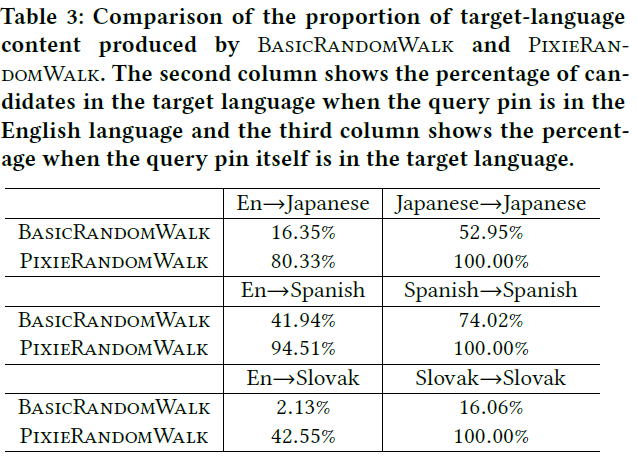 Table 3: Comparison of the proportion of target-language
content produced by BASICRANDOMWALK and PIXIERAN-
DOMWALK. The second column shows the percentage of can-
didates in the target language when the query pin is in the
English language and the third column shows the percent-
age when the query pin itself is in the target language.
En→Japanese Japanese→Japanese
BASICRANDOMWALK 16.35% 52.95%
PIXIERANDOMWALK 80.33% 100.00%
En→Spanish Spanish→Spanish
BASICRANDOMWALK 41.94% 74.02%
PIXIERANDOMWALK 94.51% 100.00%
En→Slovak Slovak→Slovak
BASICRANDOMWALK 2.13% 16.06%
PIXIERANDOMWALK 42.55% 100.00%